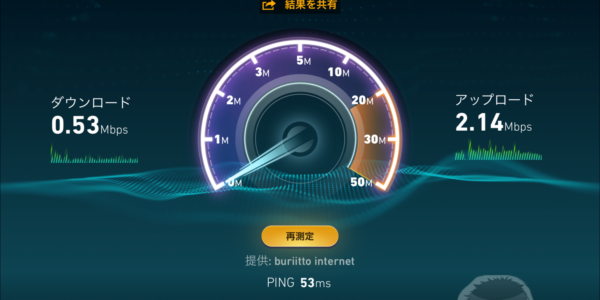 結果を共有
ダウンロード
0.53Mbps
アップロード
2.14Mbps
0M
1M
2M
3M
5M
10M
20M
30M
50M
再測定
提供: buriitto internet
PING 53ms